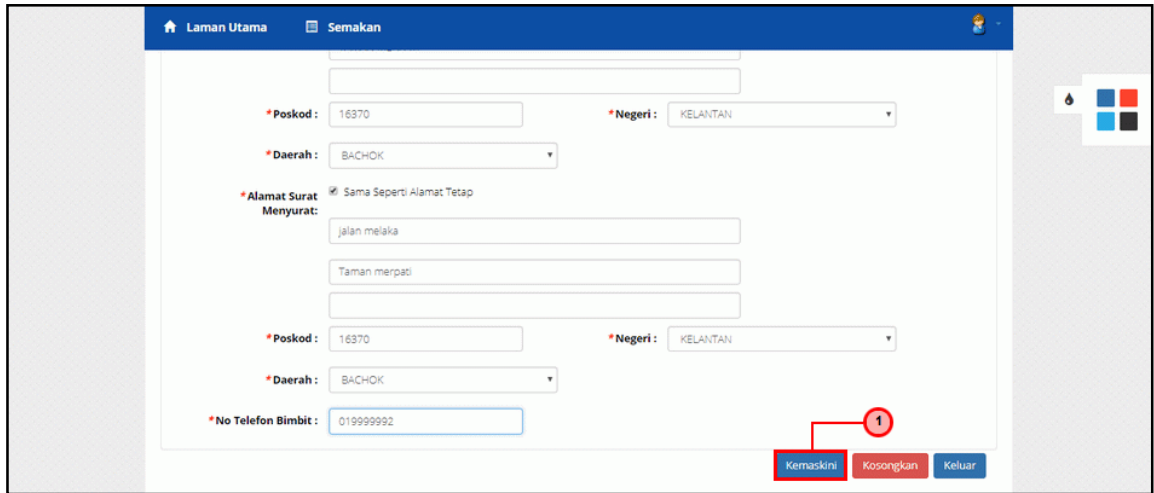 Laman Utama Semakan
*Poskod : 16370 *Negeri : KELANTAN
*Daerah : BACHOK
*Alamat Surat Menyurat: Sama Seperti Alamat Tetap
jalan melaka
Taman merpati
*Poskod : 16370 *Negeri : KELANTAN
*Daerah : BACHOK
*No Telefon Bimbit : 019999992
1
Kemaskini Kosongkan Keluar